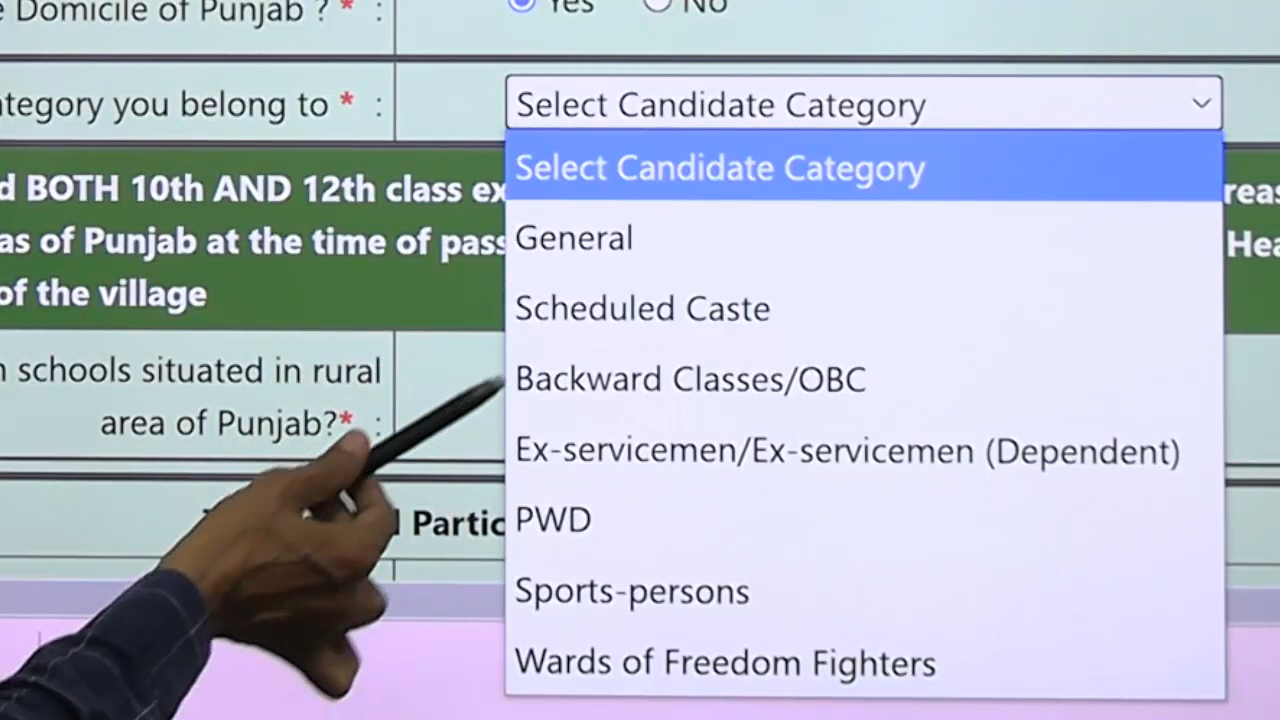 Domicile of Punjab ? * :
Yes No
ategory you belong to * :
Select Candidate Category
Select Candidate Category
d BOTH 10th AND 12th class ex
reas
General
as of Punjab at the time of pass
Hea
of the village
Scheduled Caste
schools situated in rural
Backward Classes/OBC
area of Punjab?* :
Ex-servicemen/Ex-servicemen (Dependent)
Partic
PWD
Sports-persons
Wards of Freedom Fighters